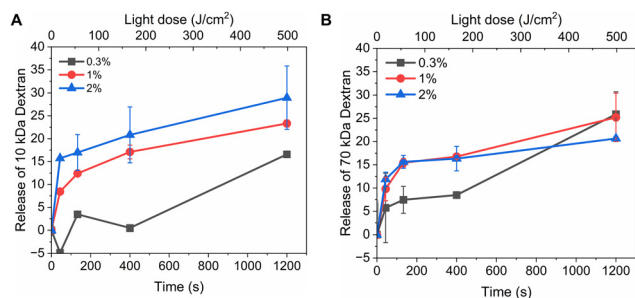 A
Light dose (J/cm²)
0 100 200 300 400 500
Release of 10 kDa Dextran
40
35
30
25
20
15
10
5
0
-5
0.3%
1%
2%
0 200 400 600 800 1000 1200
Time (s)
B
Light dose (J/cm²)
0 100 200 300 400 500
Release of 70 kDa Dextran
40
35
30
25
20
15
10
5
0
-5
0.3%
1%
2%
0 200 400 600 800 1000 1200
Time (s)